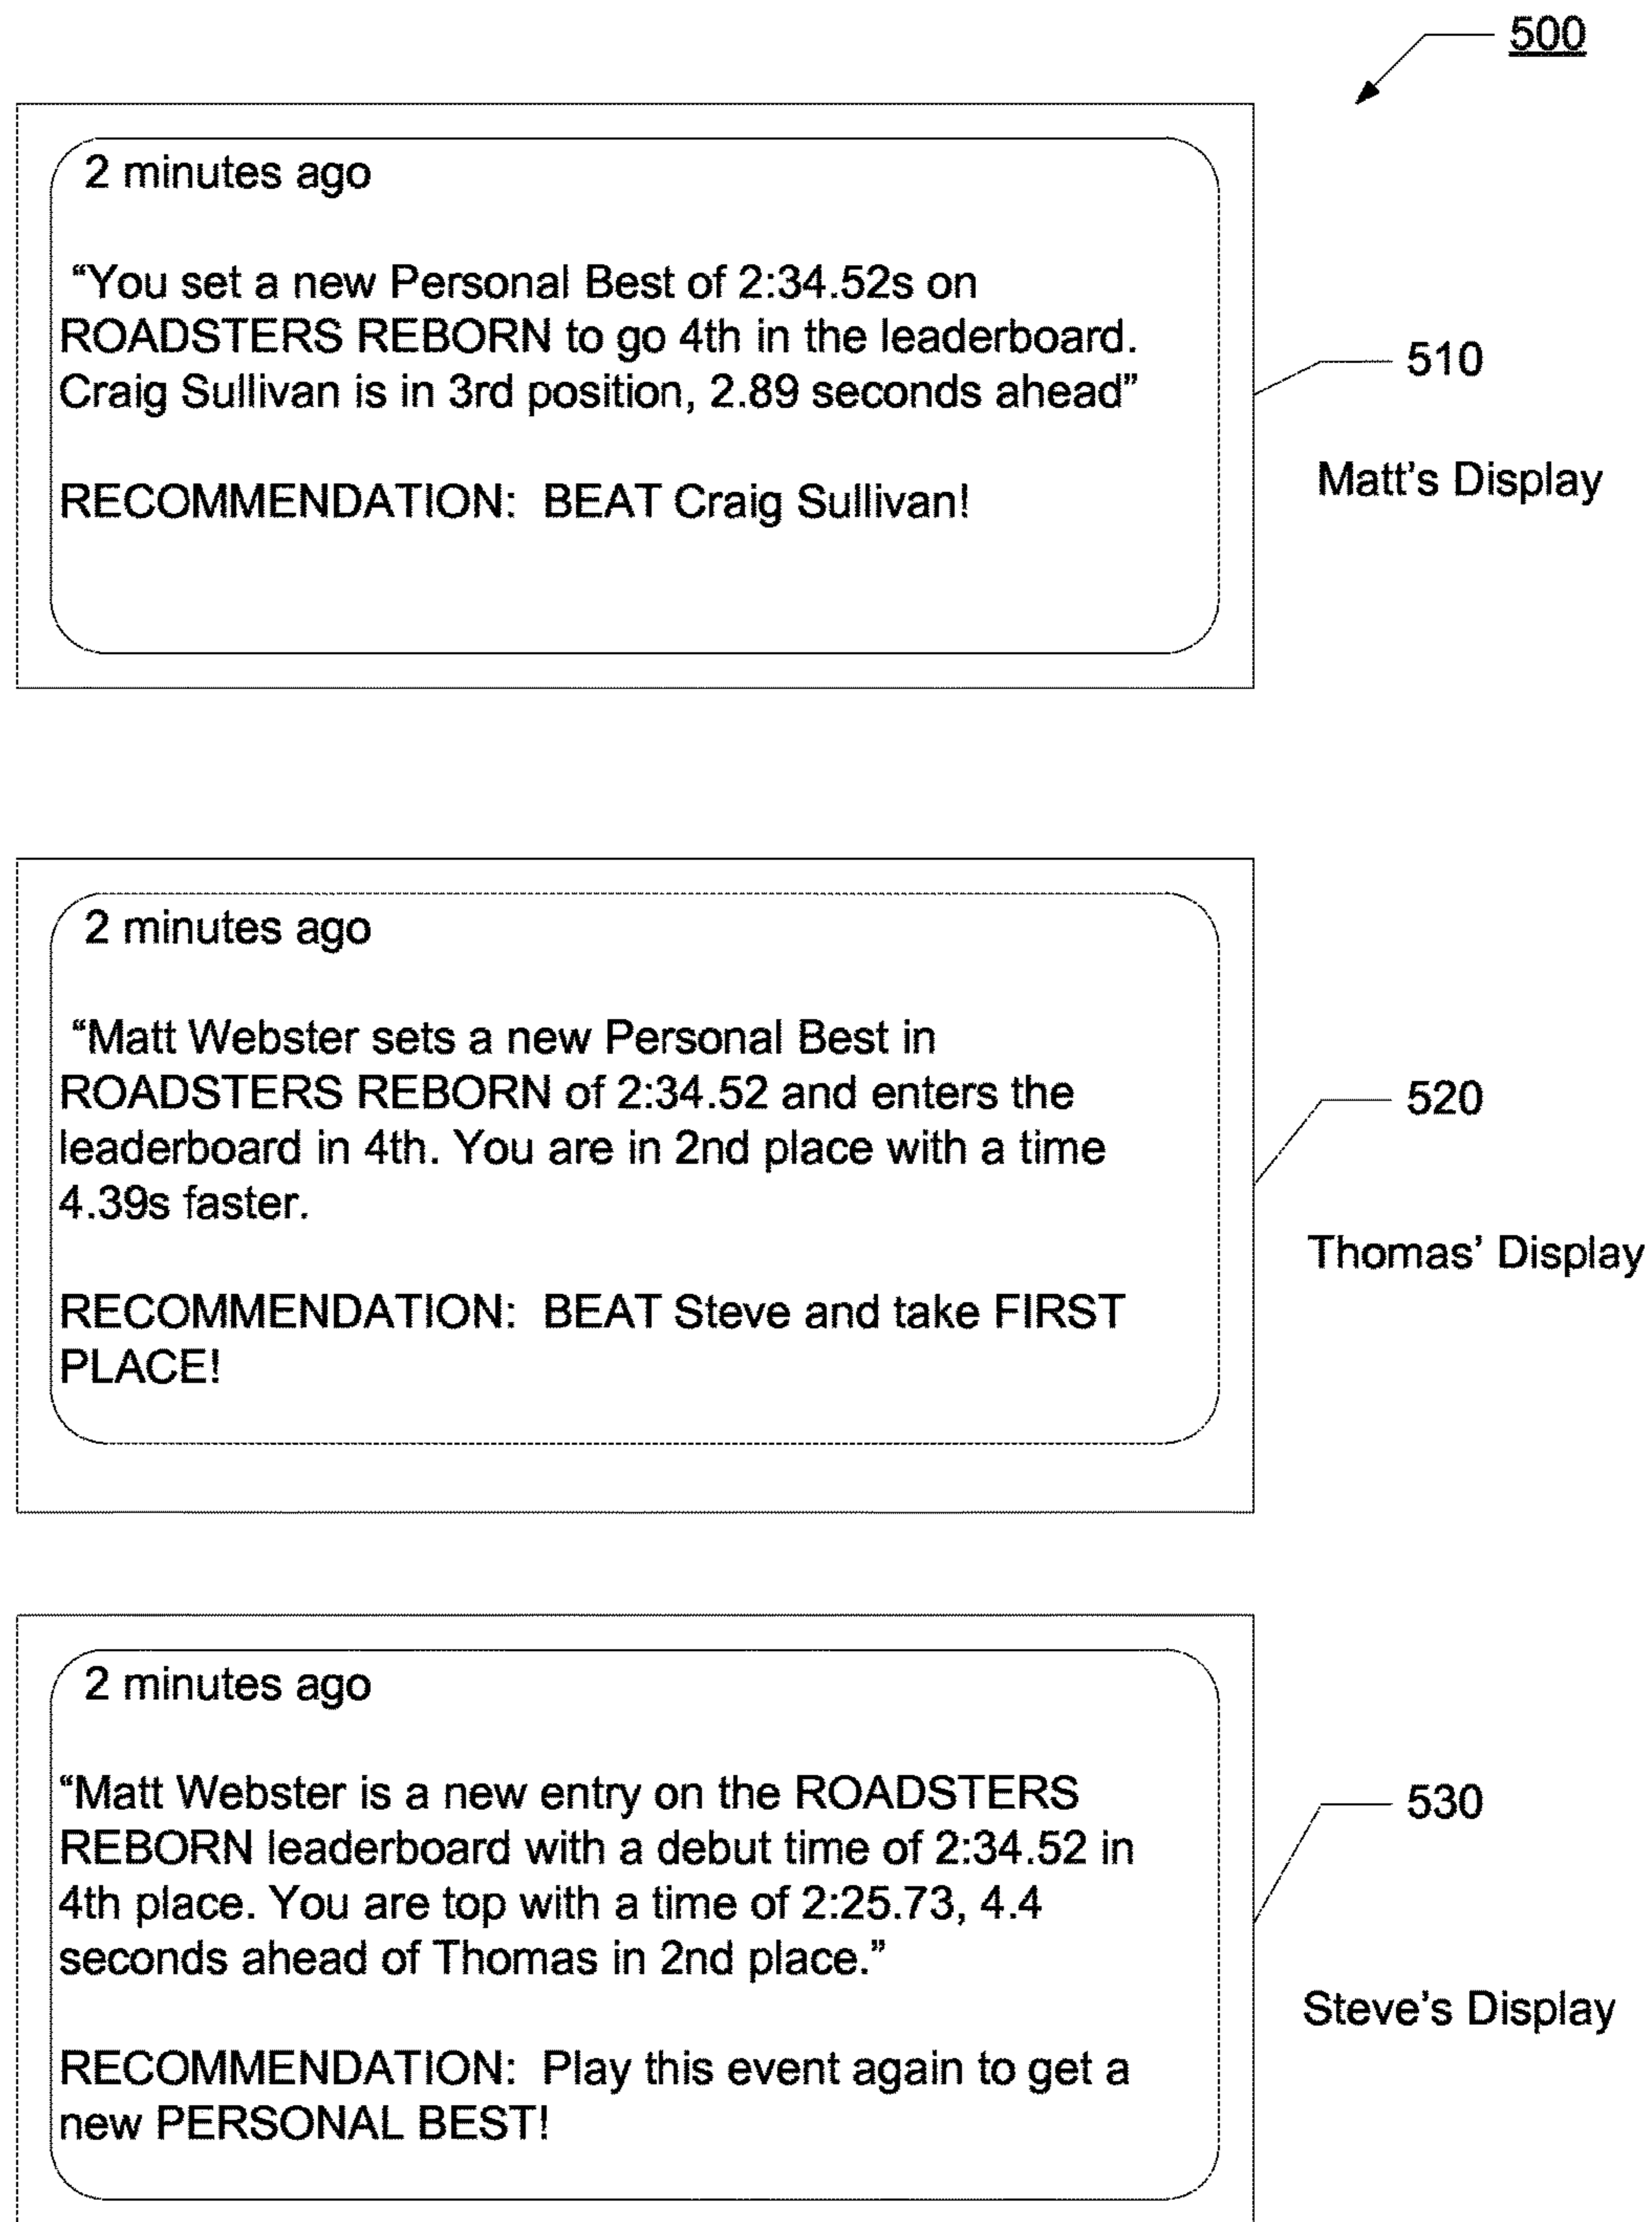 500
2 minutes ago
“You set a new Personal Best of 2:34.52s on
ROADSTERS REBORN to go 4th in the leaderboard.
Craig Sullivan is in 3rd position, 2.89 seconds ahead”
RECOMMENDATION: BEAT Craig Sullivan!
510
Matt’s Display
2 minutes ago
“Matt Webster sets a new Personal Best in
ROADSTERS REBORN of 2:34.52 and enters the
leaderboard in 4th. You are in 2nd place with a time
4.39s faster.
RECOMMENDATION: BEAT Steve and take FIRST
PLACE!
520
Thomas’ Display
2 minutes ago
“Matt Webster is a new entry on the ROADSTERS
REBORN leaderboard with a debut time of 2:34.52 in
4th place. You are top with a time of 2:25.73, 4.4
seconds ahead of Thomas in 2nd place.”
RECOMMENDATION: Play this event again to get a
new PERSONAL BEST!
530
Steve’s Display